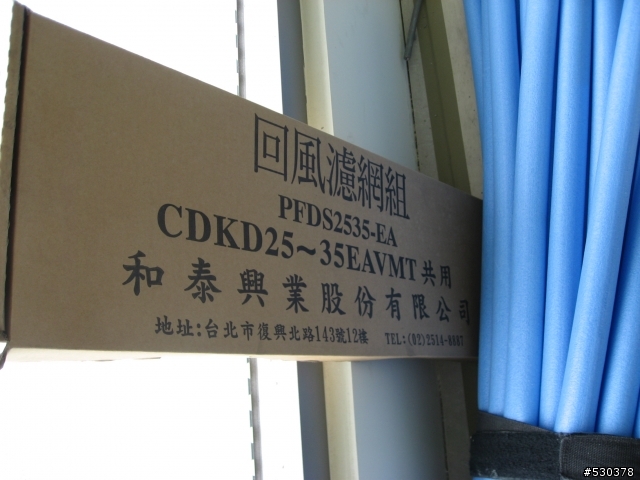 回風濾網組
PFDS2535-EA
CDKD25～35EAVMT共用
和泰興業股份有限公司
地址:台北市復興北路143號12樓 TEL:(02)2514-8887
#530378